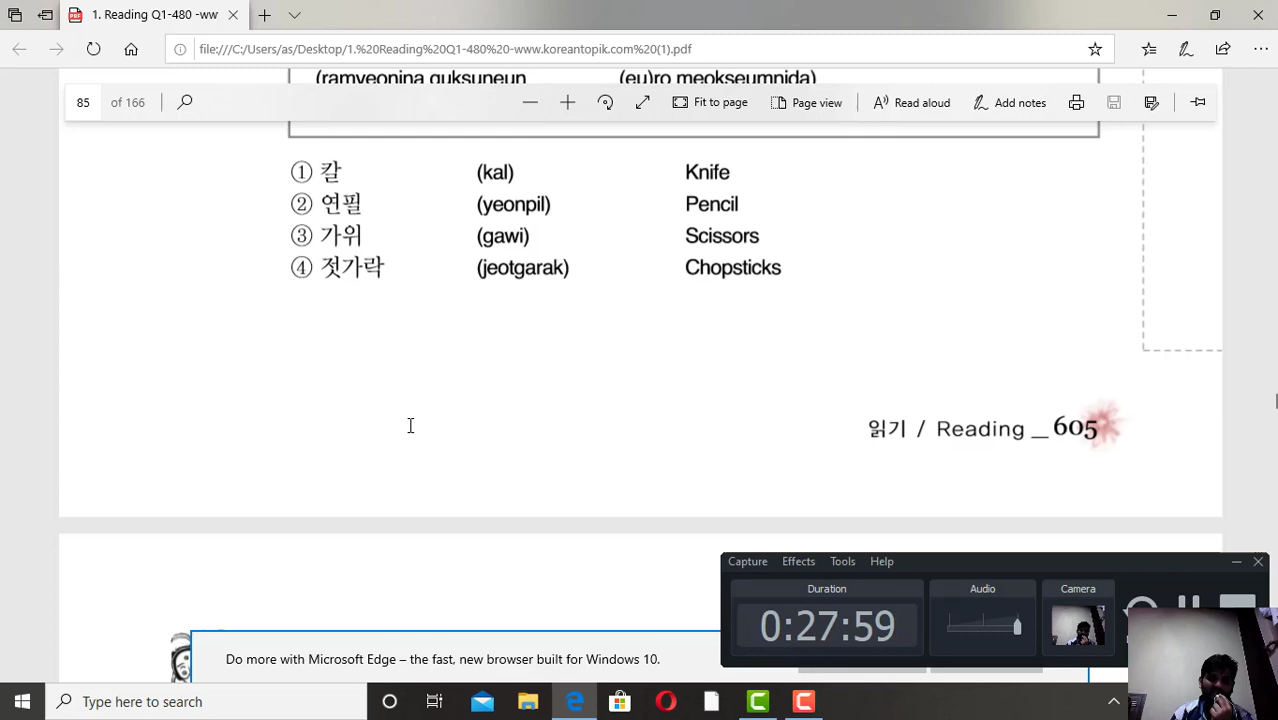 1. Reading Q1-480 -ww
file:///C:/Users/as/Desktop/1.%20Reading%20Q1-480%20-www.koreantopik.com%20(1).pdf
(ramyeonina guksuneun (eu)ro meokseumnida)
85 of 166 Fit to page Page view Read aloud Add notes
① 칼 (kal) Knife
② 연필 (yeonpil) Pencil
③ 가위 (gawi) Scissors
④ 젓가락 (jeotgarak) Chopsticks
읽기 / Reading _ 605
Capture Effects Tools Help
Duration Audio Camera
0:27:59
Do more with Microsoft Edge – the fast, new browser built for Windows 10.
Type here to search